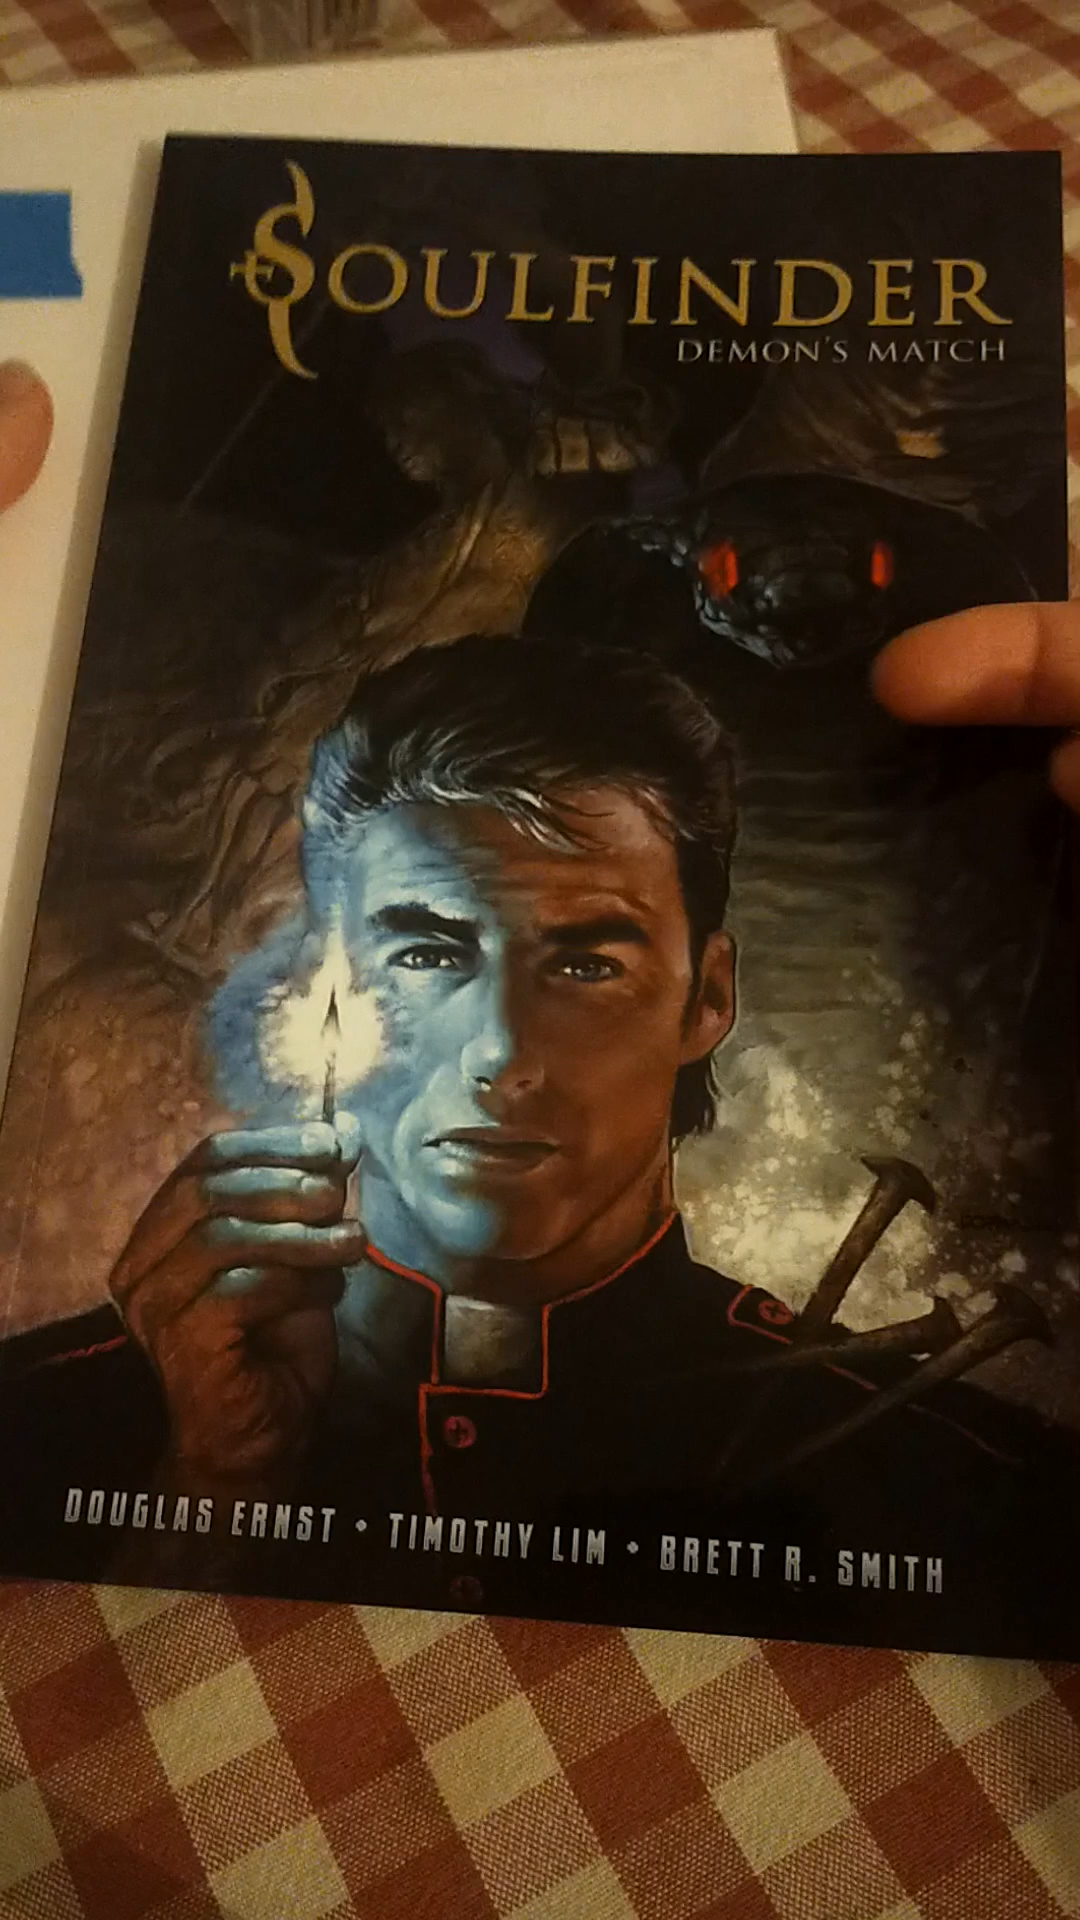 SOULFINDER
DEMON'S MATCH
DOUGLAS ERNST • TIMOTHY LIM • BRETT R. SMITH